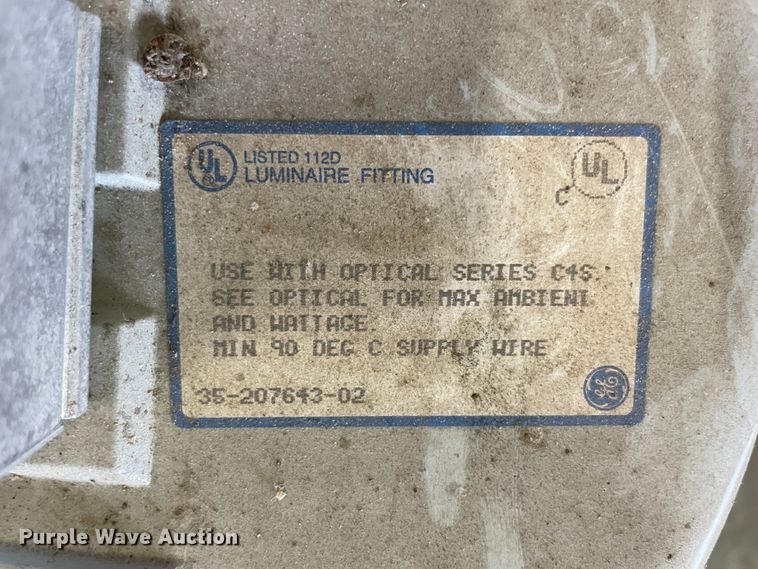 UL LISTED 112D
LUMINAIRE FITTING
C UL
USE WITH OPTICAL SERIES C4S.
SEE OPTICAL FOR MAX AMBIENT
AND WATTAGE.
MIN 90 DEG C SUPPLY WIRE
35-207643-02
GE
Purple Wave Auction